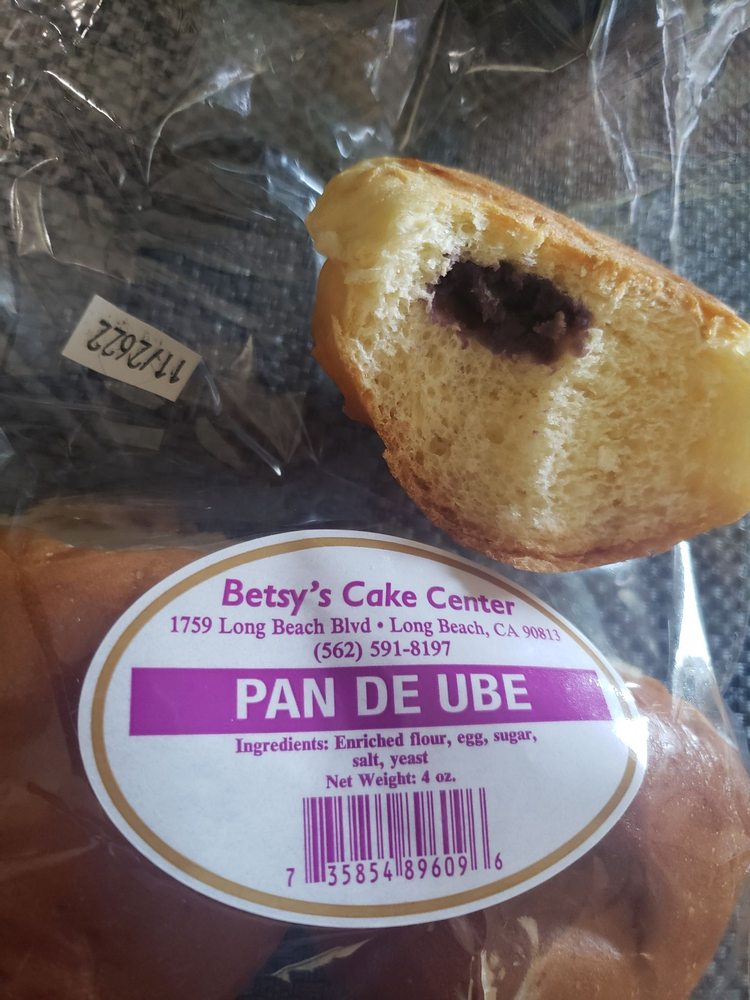 11/2622
Betsy's Cake Center
1759 Long Beach Blvd • Long Beach, CA 90813
(562) 591-8197
PAN DE UBE
Ingredients: Enriched flour, egg, sugar,
salt, yeast
Net Weight: 4 oz.
7 35854 89609 6